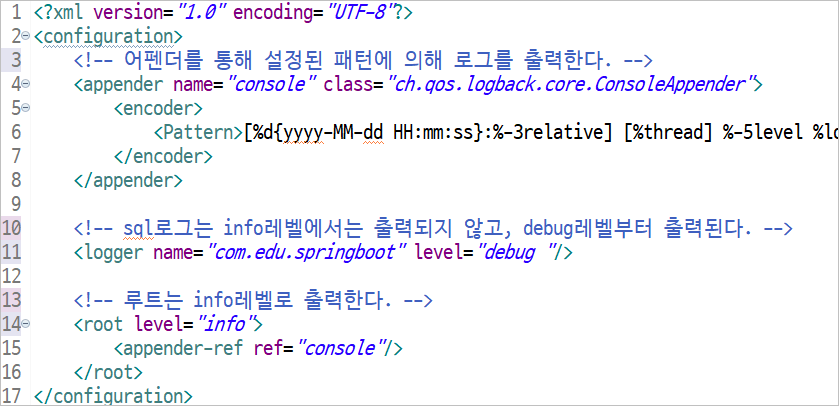 1 <?xml version="1.0" encoding="UTF-8"?>
2 <configuration>
3 <!-- 어펜더를 통해 설정된 패턴에 의해 로그를 출력한다. -->
4 <appender name="console" class="ch.qos.logback.core.ConsoleAppender">
5 <encoder>
6 <Pattern>[%d{yyyy-MM-dd HH:mm:ss}:%-3relative] [%thread] %-5level %lo
7 </encoder>
8 </appender>
9
10 <!-- sql로그는 info레벨에서는 출력되지 않고, debug레벨부터 출력된다. -->
11 <logger name="com.edu.springboot" level="debug "/>
12
13 <!-- 루트는 info레벨로 출력한다. -->
14 <root level="info">
15 <appender-ref ref="console"/>
16 </root>
17 </configuration>